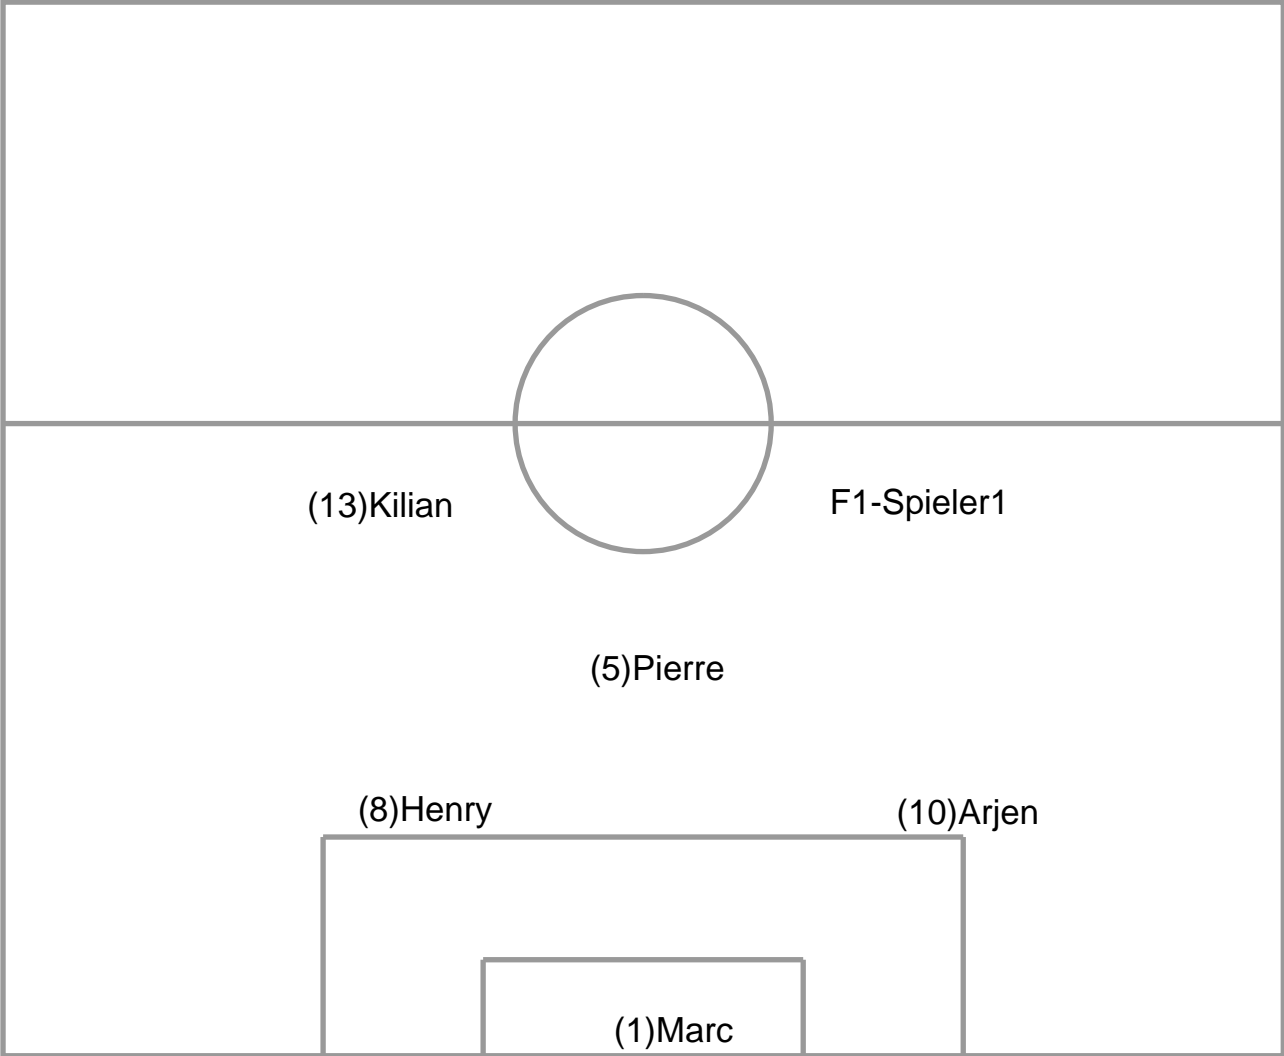 (13)Kilian
F1-Spieler1
(5)Pierre
(8)Henry
(10)Arjen
(1)Marc